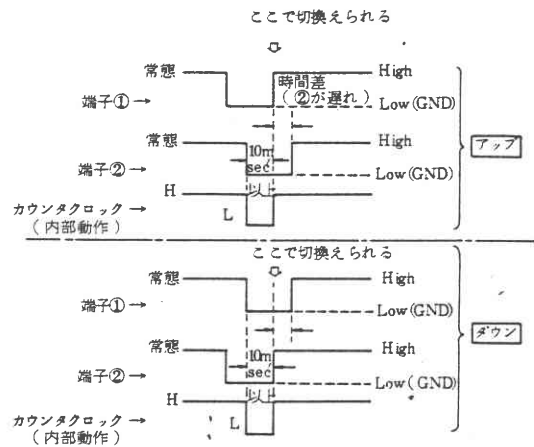 ここで切換えられる
常態
High
時間差
(②が遅れ)
端子①→
Low(GND)
常態
High
10m
sec
端子②→
Low(GND)
以上
H
カウンタクロック→
(内部動作)
L
アップ
ここで切換えられる
常態
High
端子①→
Low(GND)
常態
High
10m
sec
端子②→
Low(GND)
以上
H
カウンタクロック→
(内部動作)
L
ダウン